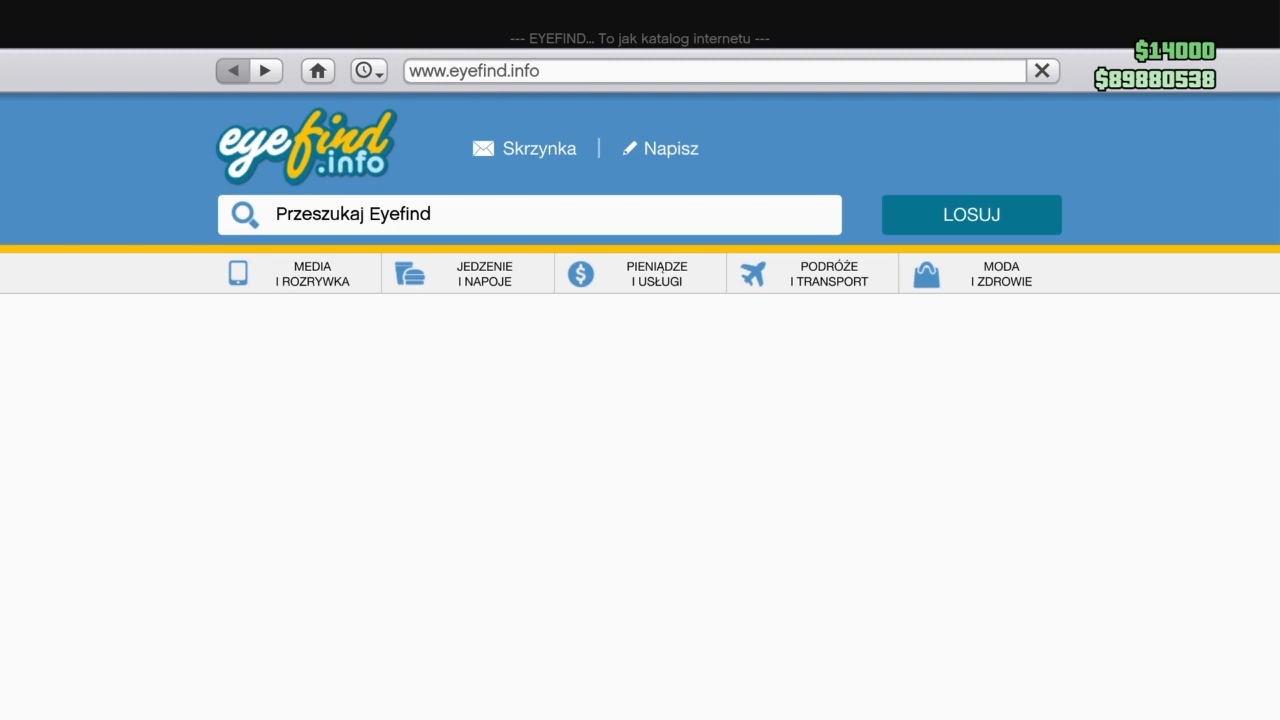 --- EYEFIND... To jak katalog internetu ---
$14000
www.eyefind.info
$89880538
eyefind
.info
Skrzynka
Napisz
Przeszukaj Eyefind
LOSUJ
MEDIA
I ROZRYWKA
JEDZENIE
I NAPOJE
PIENIĄDZE
I USŁUGI
PODRÓŻE
I TRANSPORT
MODA
I ZDROWIE